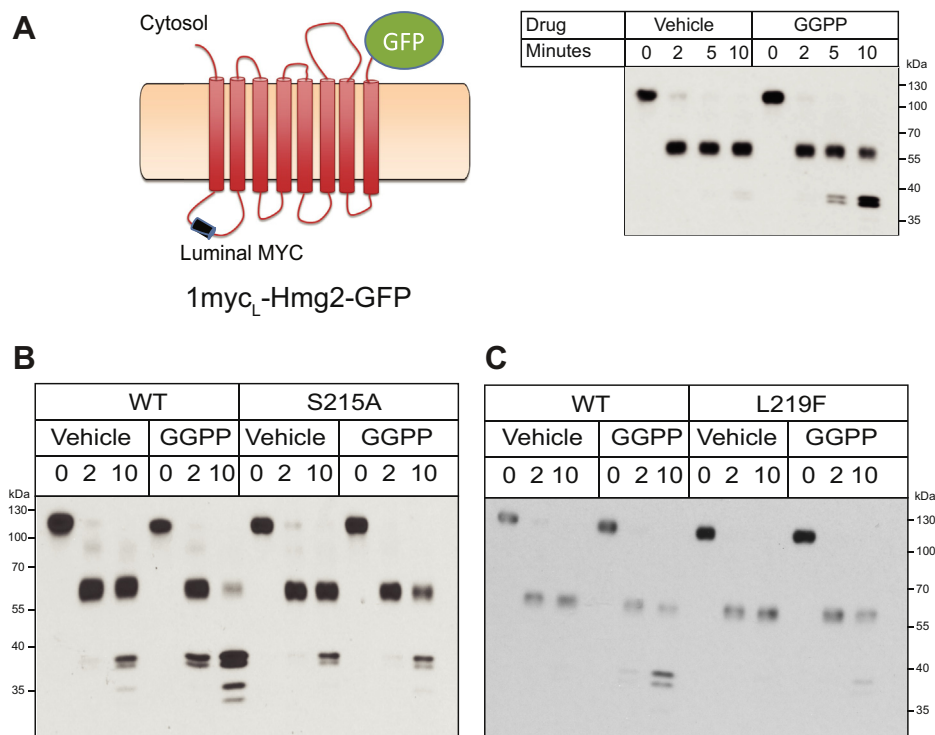 A
Cytosol
GFP
Luminal MYC
1mycL-Hmg2-GFP
Drug Vehicle GGPP
Minutes 0 2 5 10 0 2 5 10
kDa
130
100
70
55
40
35
B
WT S215A
Vehicle GGPP Vehicle GGPP
0 2 10 0 2 10 0 2 10 0 2 10
kDa
130
100
70
55
40
35
C
WT L219F
Vehicle GGPP Vehicle GGPP
0 2 10 0 2 10 0 2 10 0 2 10
kDa
130
100
70
55
40
35